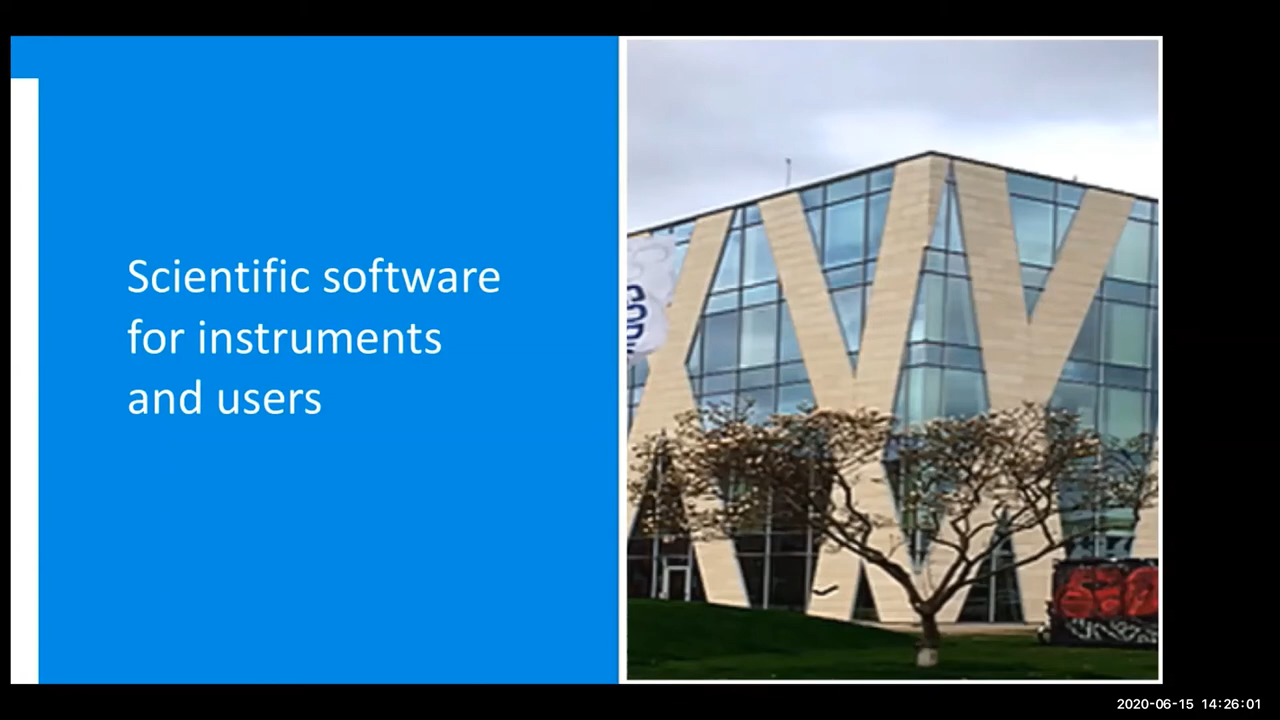 Scientific software
for instruments
and users
2020-06-15 14:26:01